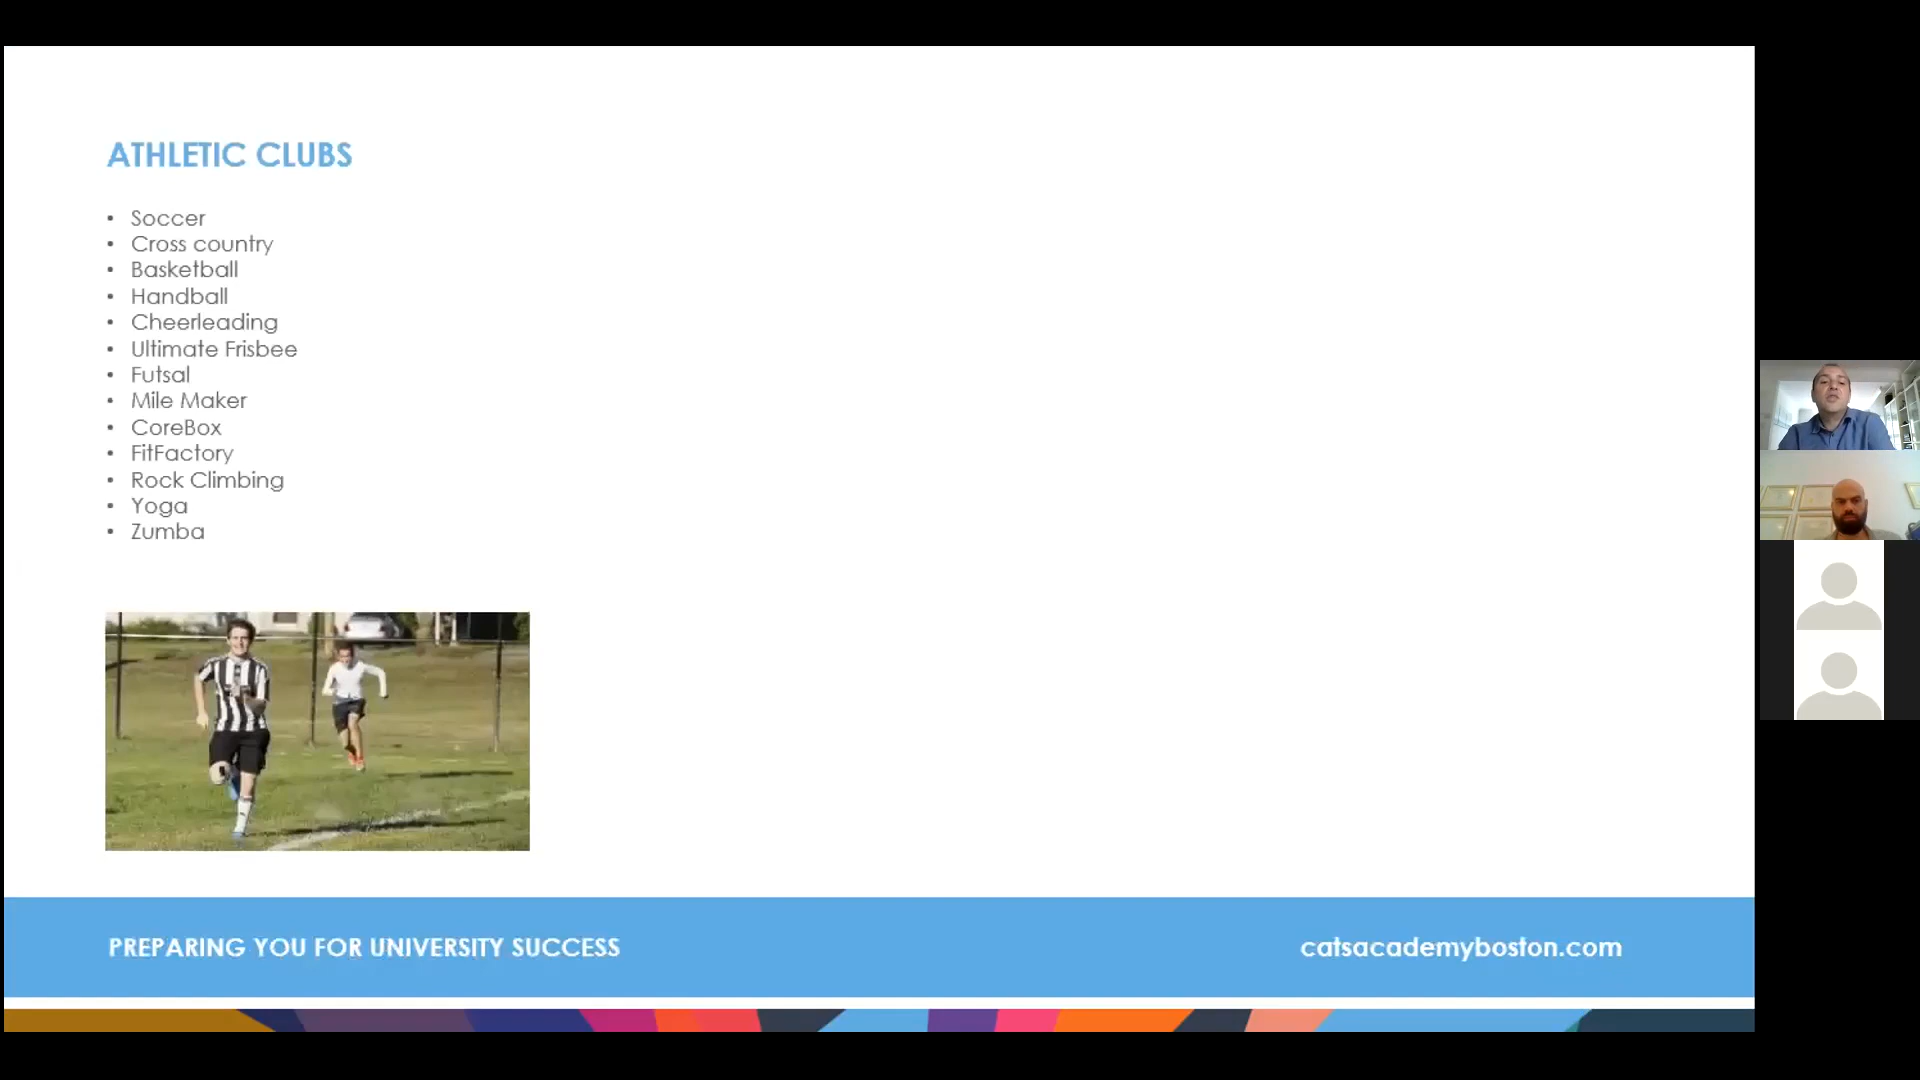 ATHLETIC CLUBS
• Soccer
• Cross country
• Basketball
• Handball
• Cheerleading
• Ultimate Frisbee
• Futsal
• Mile Maker
• CoreBox
• FitFactory
• Rock Climbing
• Yoga
• Zumba
PREPARING YOU FOR UNIVERSITY SUCCESS
catsacademyboston.com